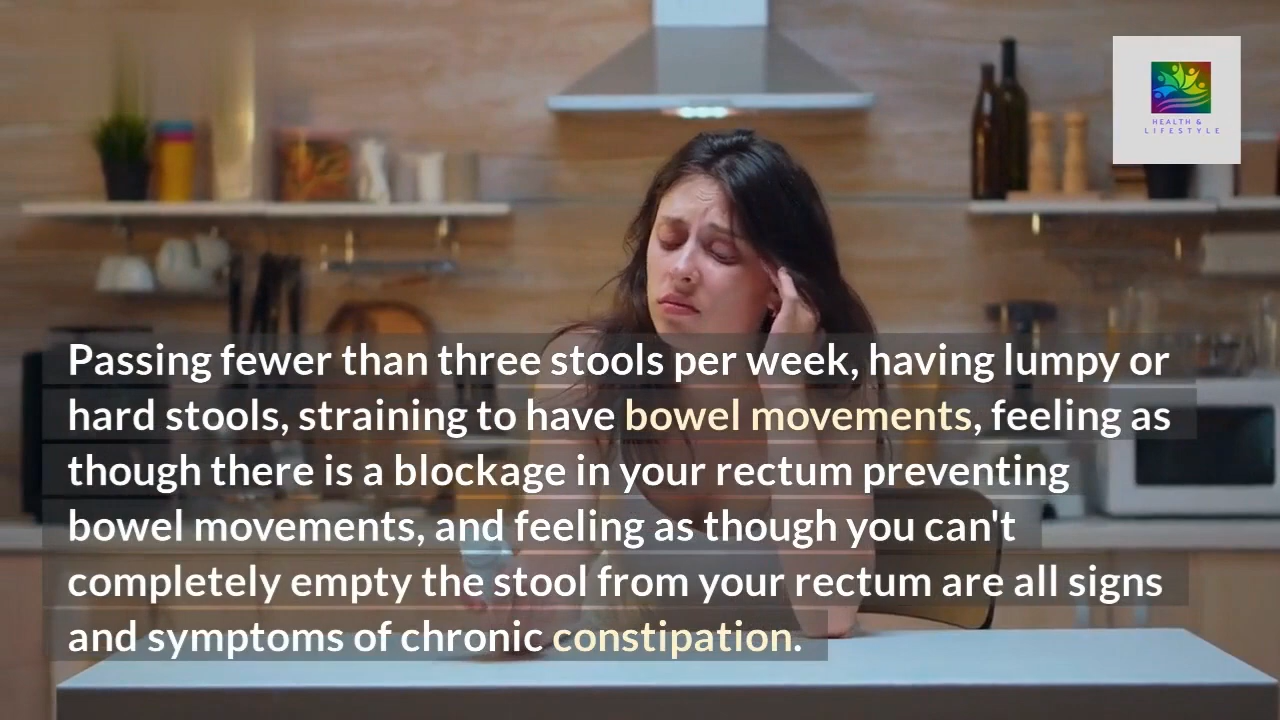 HEALTH &
LIFESTYLE
Passing fewer than three stools per week, having lumpy or
hard stools, straining to have bowel movements, feeling as
though there is a blockage in your rectum preventing
bowel movements, and feeling as though you can't
completely empty the stool from your rectum are all signs
and symptoms of chronic constipation.